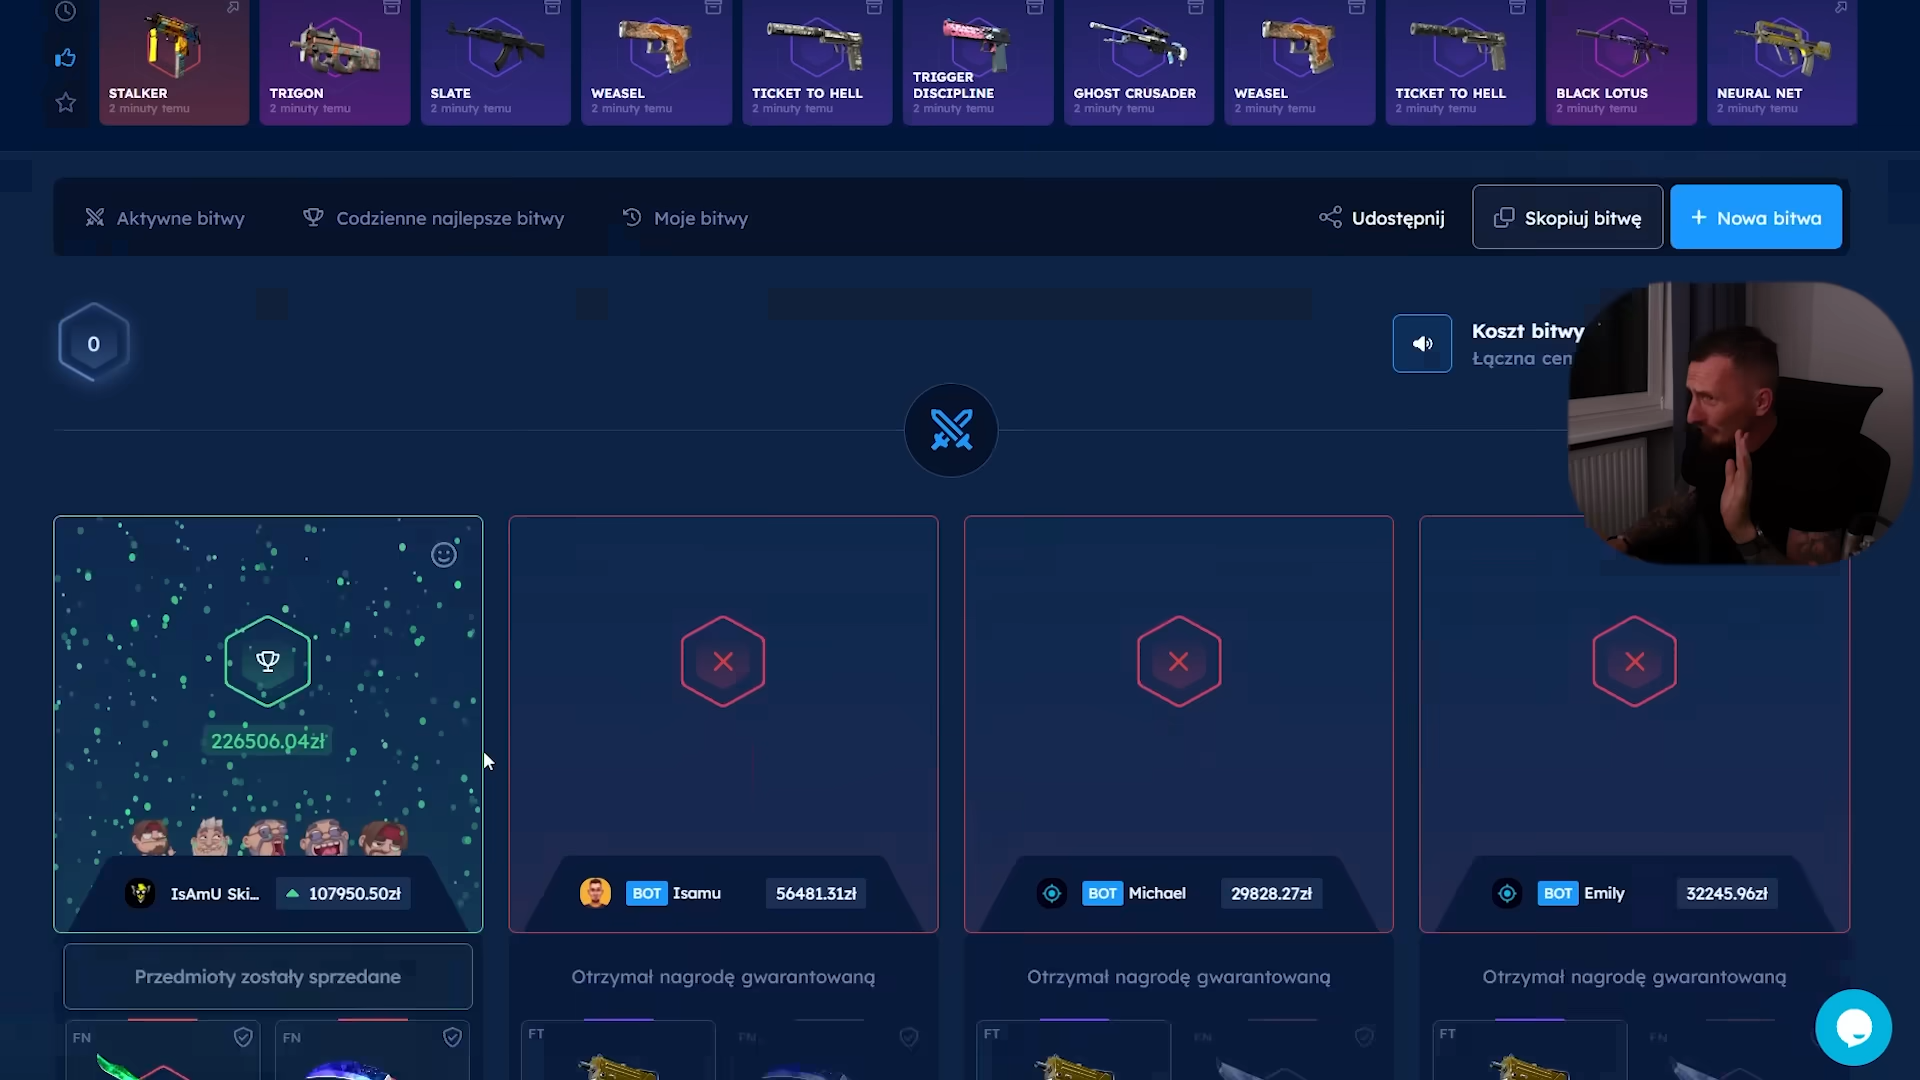 STALKER
2 minuty temu
TRIGON
2 minuty temu
SLATE
2 minuty temu
WEASEL
2 minuty temu
TICKET TO HELL
2 minuty temu
TRIGGER
DISCIPLINE
2 minuty temu
GHOST CRUSADER
2 minuty temu
WEASEL
2 minuty temu
TICKET TO HELL
2 minuty temu
BLACK LOTUS
2 minuty temu
NEURAL NET
2 minuty temu
Aktywne bitwy
Codzienne najlepsze bitwy
Moje bitwy
Udostępnij
Skopiuj bitwę
+ Nowa bitwa
0
Koszt bitwy
Łączna cen
226506.04zł
IsAmU Ski...
107950.50zł
BOT Isamu
56481.31zł
BOT Michael
29828.27zł
BOT Emily
32245.96zł
Przedmioty zostały sprzedane
Otrzymał nagrodę gwarantowaną
Otrzymał nagrodę gwarantowaną
Otrzymał nagrodę gwarantowaną
FN
FN
FT
FN
FT
FN
FT
FN